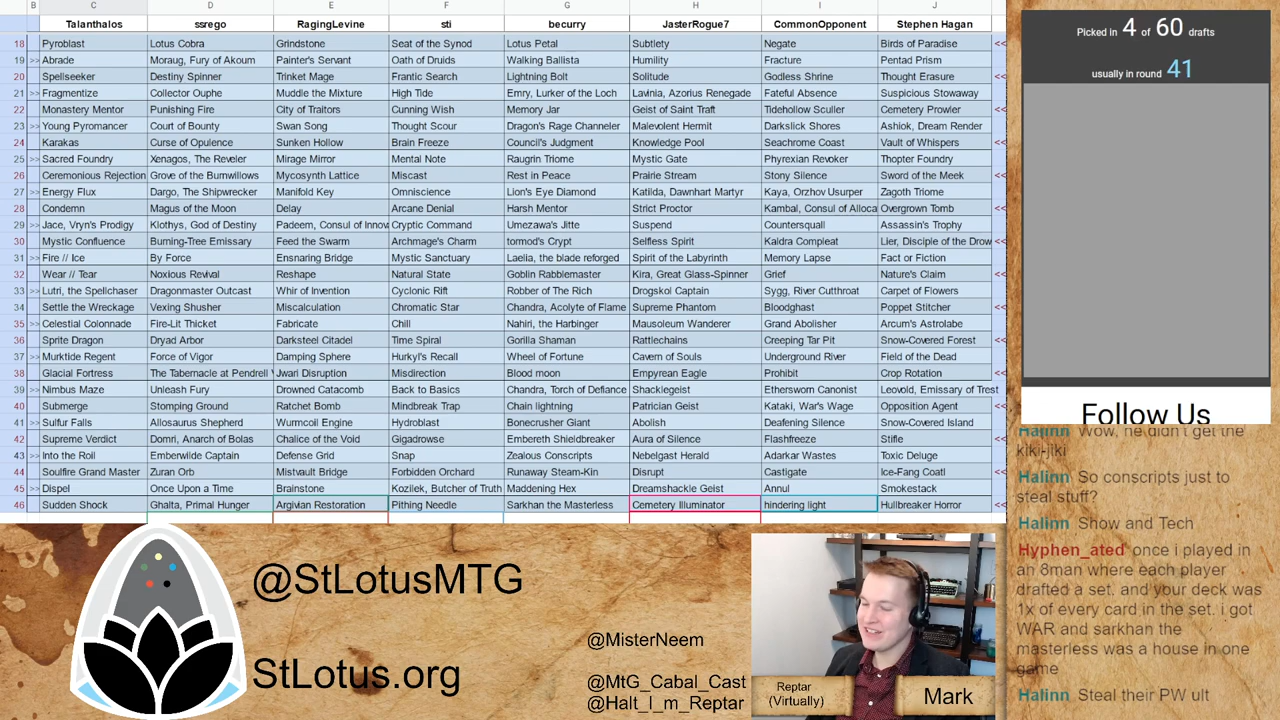 B C D E F G H I J
Talanthalos ssrego RagingLevine sti becurry JasterRogue7 CommonOpponent Stephen Hagan
18 Pyroblast Lotus Cobra Grindstone Seat of the Synod Lotus Petal Subtlety Negate Birds of Paradise <<
19 >> Abrade Moraug, Fury of Akoum Painter's Servant Oath of Druids Walking Ballista Humility Fracture Pentad Prism
20 Spellseeker Destiny Spinner Trinket Mage Frantic Search Lightning Bolt Solitude Godless Shrine Thought Erasure <<
21 >> Fragmentize Collector Ouphe Muddle the Mixture High Tide Emry, Lurker of the Loch Lavinia, Azorius Renegade Fateful Absence Suspicious Stowaway
22 Monastery Mentor Punishing Fire City of Traitors Cunning Wish Memory Jar Geist of Saint Traft Tidehollow Sculler Cemetery Prowler <<
23 >> Young Pyromancer Court of Bounty Swan Song Thought Scour Dragon's Rage Channeler Malevolent Hermit Darkslick Shores Ashiok, Dream Render
24 Karakas Curse of Opulence Sunken Hollow Brain Freeze Council's Judgment Knowledge Pool Seachrome Coast Vault of Whispers <<
25 >> Sacred Foundry Xenagos, The Reveler Mirage Mirror Mental Note Raugrin Triome Mystic Gate Phyrexian Revoker Thopter Foundry
26 Ceremonious Rejection Grove of the Burnwillows Mycosynth Lattice Miscast Rest in Peace Prairie Stream Stony Silence Sword of the Meek <<
27 >> Energy Flux Dargo, The Shipwrecker Manifold Key Omniscience Lion's Eye Diamond Katilda, Dawnhart Martyr Kaya, Orzhov Usurper Zagoth Triome
28 Condemn Magus of the Moon Delay Arcane Denial Harsh Mentor Strict Proctor Kambal, Consul of Alloca Overgrown Tomb <<
29 >> Jace, Vryn's Prodigy Klothys, God of Destiny Padeem, Consul of Innov Cryptic Command Umezawa's Jitte Suspend Countersquall Assassin's Trophy
30 Mystic Confluence Burning-Tree Emissary Feed the Swarm Archmage's Charm tormod's Crypt Selfless Spirit Kaldra Compleat Lier, Disciple of the Drow <<
31 >> Fire // Ice By Force Ensnaring Bridge Mystic Sanctuary Laelia, the blade reforged Spirit of the Labyrinth Memory Lapse Fact or Fiction
32 Wear // Tear Noxious Revival Reshape Natural State Goblin Rabblemaster Kira, Great Glass-Spinner Grief Nature's Claim <<
33 >> Lutri, the Spellchaser Dragonmaster Outcast Whir of Invention Cyclonic Rift Robber of The Rich Drogskol Captain Sygg, River Cutthroat Carpet of Flowers
34 Settle the Wreckage Vexing Shusher Miscalculation Chromatic Star Chandra, Acolyte of Flame Supreme Phantom Bloodghast Poppet Stitcher <<
35 >> Celestial Colonnade Fire-Lit Thicket Fabricate Chill Nahiri, the Harbinger Mausoleum Wanderer Grand Abolisher Arcum's Astrolabe
36 Sprite Dragon Dryad Arbor Darksteel Citadel Time Spiral Gorilla Shaman Rattlechains Creeping Tar Pit Snow-Covered Forest <<
37 >> Murktide Regent Force of Vigor Damping Sphere Hurkyl's Recall Wheel of Fortune Cavern of Souls Underground River Field of the Dead
38 Glacial Fortress The Tabernacle at Pendrell V Jwari Disruption Misdirection Blood moon Empyrean Eagle Prohibit Crop Rotation <<
39 >> Nimbus Maze Unleash Fury Drowned Catacomb Back to Basics Chandra, Torch of Defiance Shacklegeist Ethersworn Canonist Leovold, Emissary of Trest
40 Submerge Stomping Ground Ratchet Bomb Mindbreak Trap Chain lightning Patrician Geist Kataki, War's Wage Opposition Agent <<
41 >> Sulfur Falls Allosaurus Shepherd Wurmcoil Engine Hydroblast Bonecrusher Giant Abolish Deafening Silence Snow-Covered Island
42 Supreme Verdict Domri, Anarch of Bolas Chalice of the Void Gigadrowse Embereth Shieldbreaker Aura of Silence Flashfreeze Stifle <<
43 >> Into the Roil Emberwilde Captain Defense Grid Snap Zealous Conscripts Nebelgast Herald Adarkar Wastes Toxic Deluge
44 Soulfire Grand Master Zuran Orb Mistvault Bridge Forbidden Orchard Runaway Steam-Kin Disrupt Castigate Ice-Fang Coatl <<
45 >> Dispel Once Upon a Time Brainstone Kozilek, Butcher of Truth Maddening Hex Dreamshackle Geist Annul Smokestack
46 Sudden Shock Ghalta, Primal Hunger Argivian Restoration Pithing Needle Sarkhan the Masterless Cemetery Illuminator hindering light Hullbreaker Horror <<
Picked in 4 of 60 drafts
usually in round 41
Follow Us
Halinn Wow, he didn't get the
kiki-jiki
Halinn So conscripts just to
steal stuff?
Halinn Show and Tech
Hyphen_ated once i played in
an 8man where each player
drafted a set. and your deck was
1x of every card in the set. i got
WAR and sarkhan the
masterless was a house in one
game
Halinn Steal their PW ult
@StLotusMTG
StLotus.org
@MisterNeem
@MtG_Cabal_Cast
@Halt_I_m_Reptar
Reptar
(Virtually)
Mark